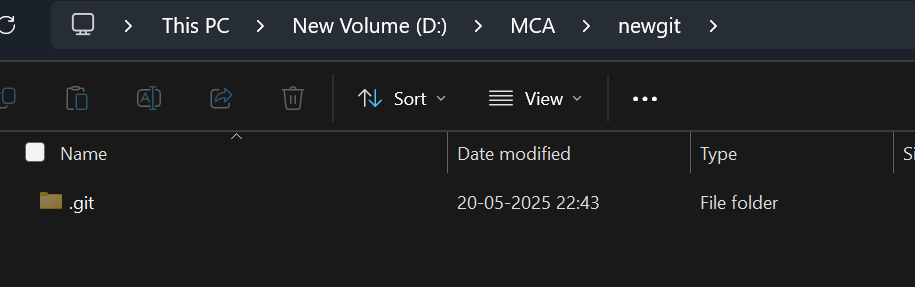 This PC > New Volume (D:) > MCA > newgit >
Sort View ...
Name Date modified Type
.git 20-05-2025 22:43 File folder